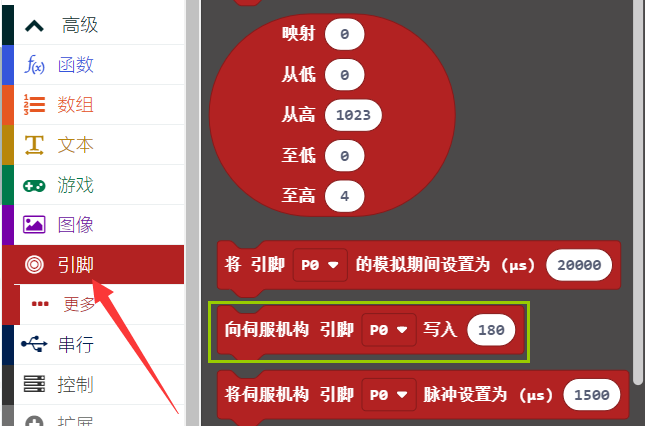 高级
f(x) 函数
数组
文本
游戏
图像
引脚
更多
串行
控制
扩展
映射 0
从低 0
从高 1023
至低 0
至高 4
将 引脚 P0 的模拟期间设置为 (μs) 20000
向伺服机构 引脚 P0 写入 180
将伺服机构 引脚 P0 脉冲设置为 (μs) 1500